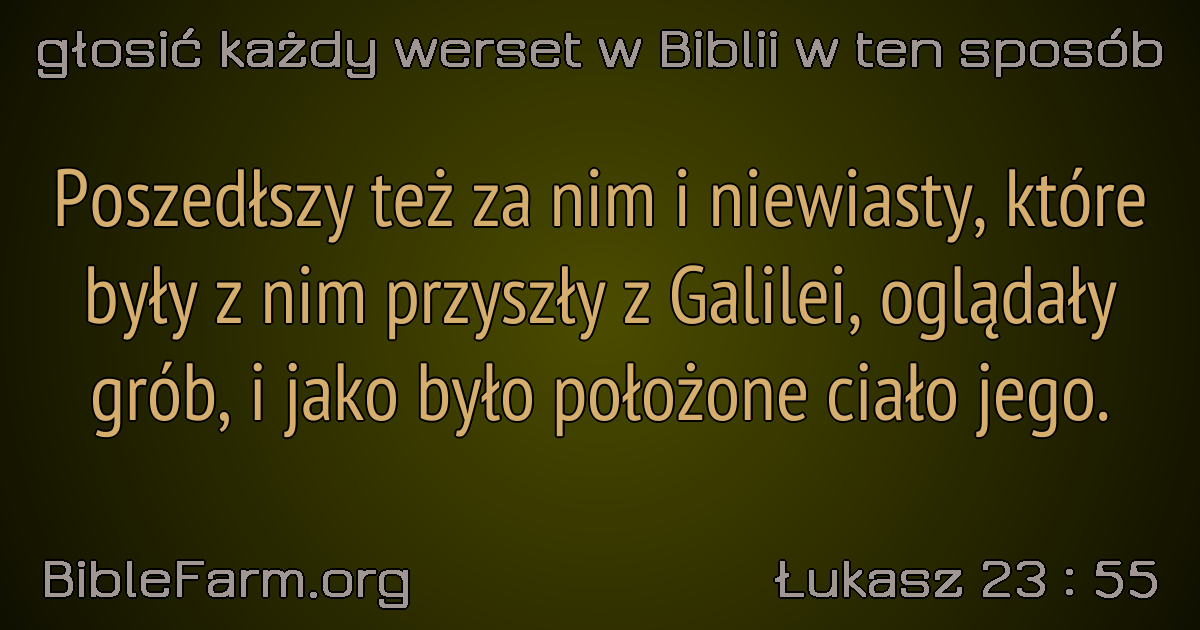 głosić każdy werset w Biblii w ten sposób
Poszedłszy też za nim i niewiasty, które
były z nim przyszły z Galilei, oglądały
grób, i jako było położone ciało jego.
BibleFarm.org
Łukasz 23 : 55